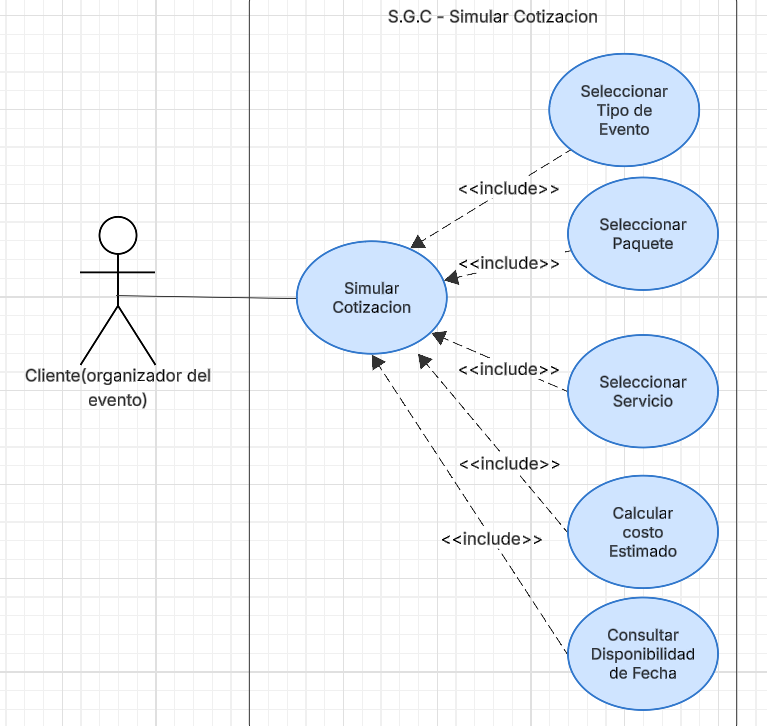 S.G.C - Simular Cotizacion
Seleccionar
Tipo de
Evento
<<include>>
Seleccionar
Paquete
<<include>>
Simular
Cotizacion
Cliente(organizador del
evento)
<<include>>
Seleccionar
Servicio
<<include>>
Calcular
costo
Estimado
<<include>>
Consultar
Disponibilidad
de Fecha